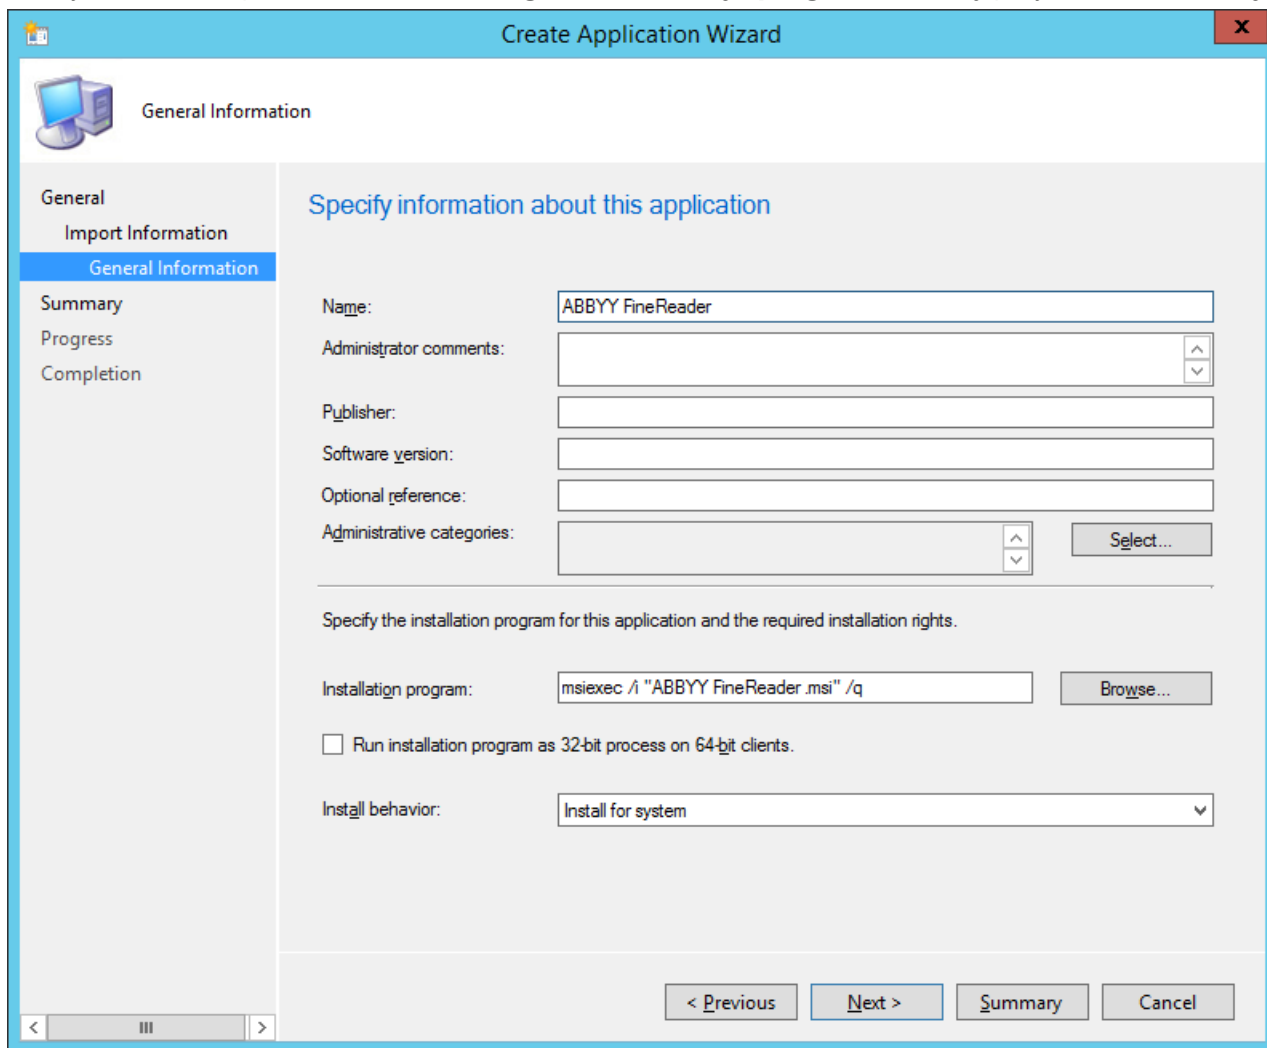 Create Application Wizard
X
General Information
General
Import Information
General Information
Summary
Progress
Completion
Specify information about this application
Name:
ABBYY FineReader
Administrator comments:
Publisher:
Software version:
Optional reference:
Administrative categories:
Select...
Specify the installation program for this application and the required installation rights.
Installation program:
msiexec /i "ABBYY FineReader .msi" /q
Browse...
Run installation program as 32-bit process on 64-bit clients.
Install behavior:
Install for system
< Previous
Next >
Summary
Cancel